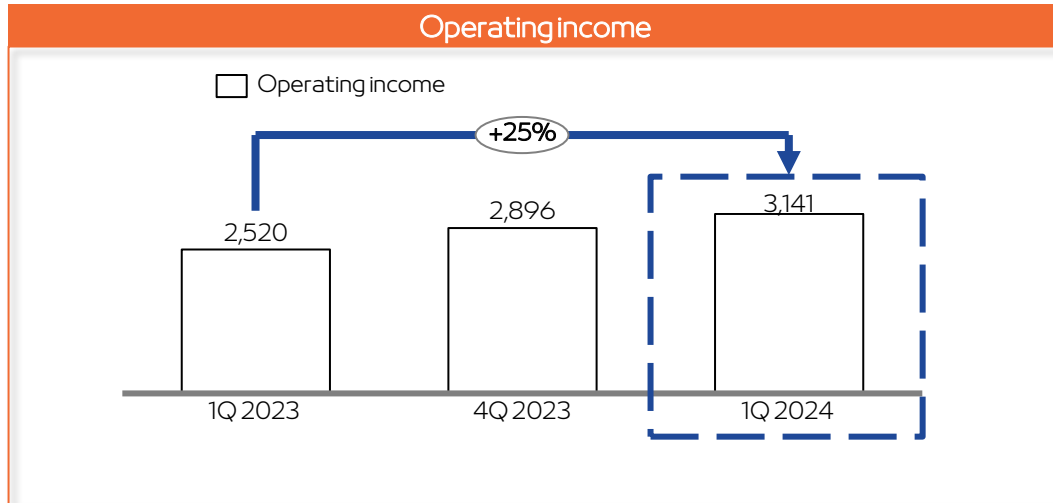 Operating income
Operating income
+25%
2,520
2,896
3,141
1Q 2023
4Q 2023
1Q 2024